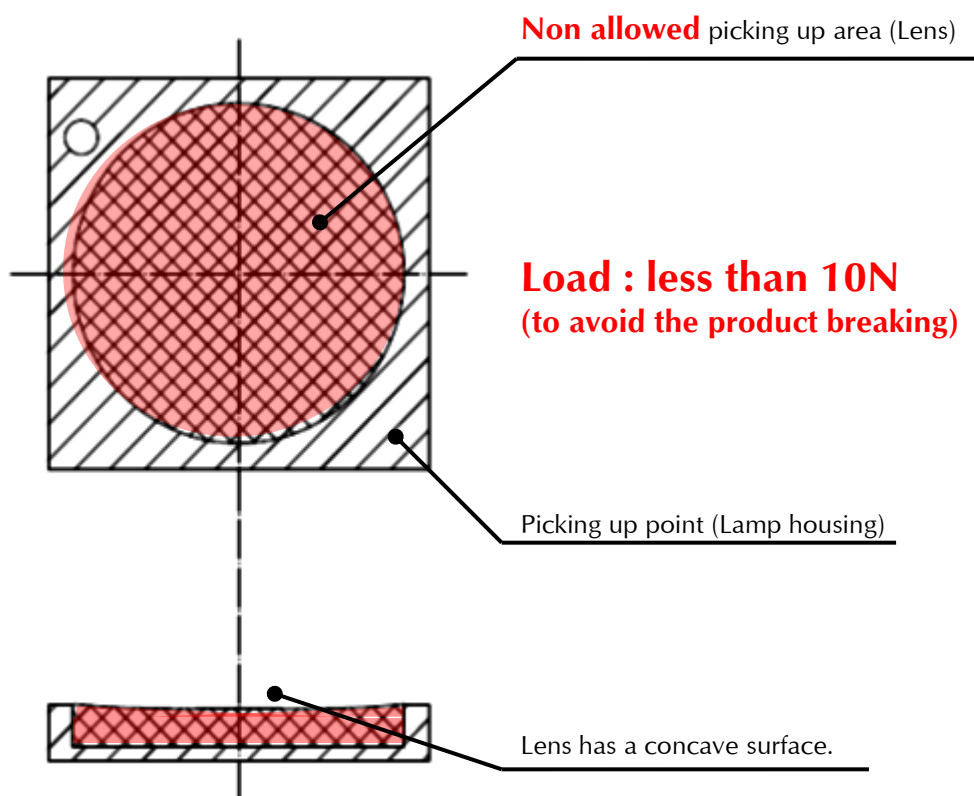 Non allowed picking up area (Lens)
Load : less than 10N
(to avoid the product breaking)
Picking up point (Lamp housing)
Lens has a concave surface.